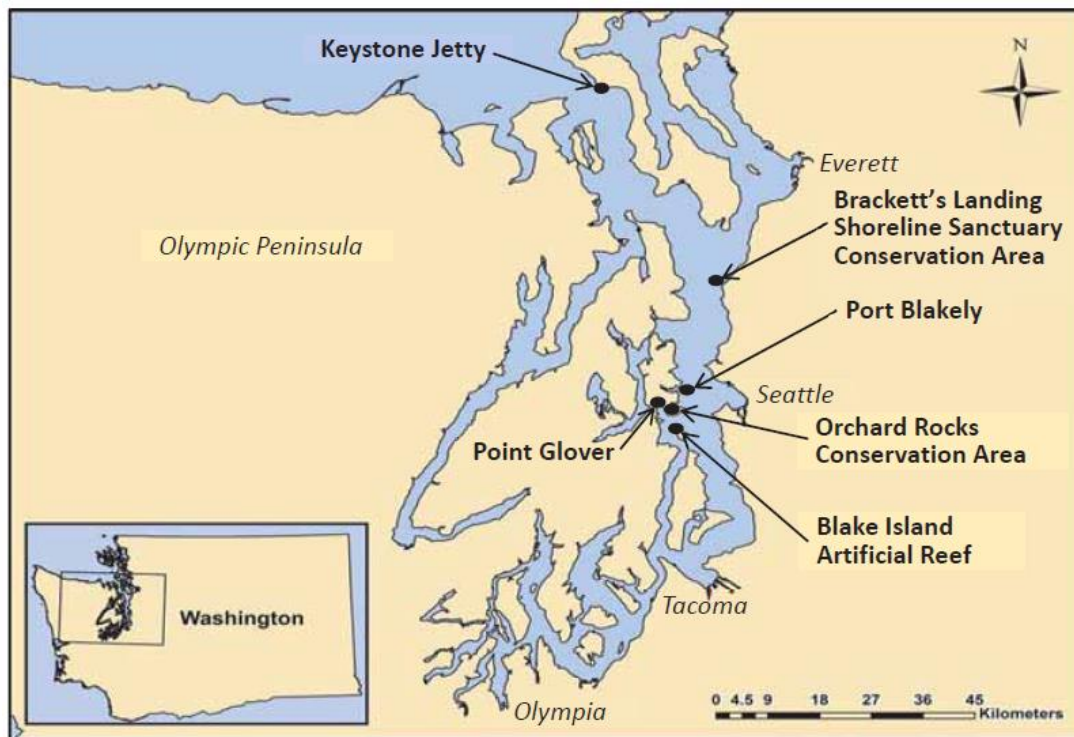 Keystone Jetty
N
Everett
Brackett's Landing
Shoreline Sanctuary
Conservation Area
Olympic Peninsula
Port Blakely
Seattle
Point Glover
Orchard Rocks
Conservation Area
Blake Island
Artificial Reef
Washington
Tacoma
Olympia
0 4.5 9 18 27 36 45
Kilometers